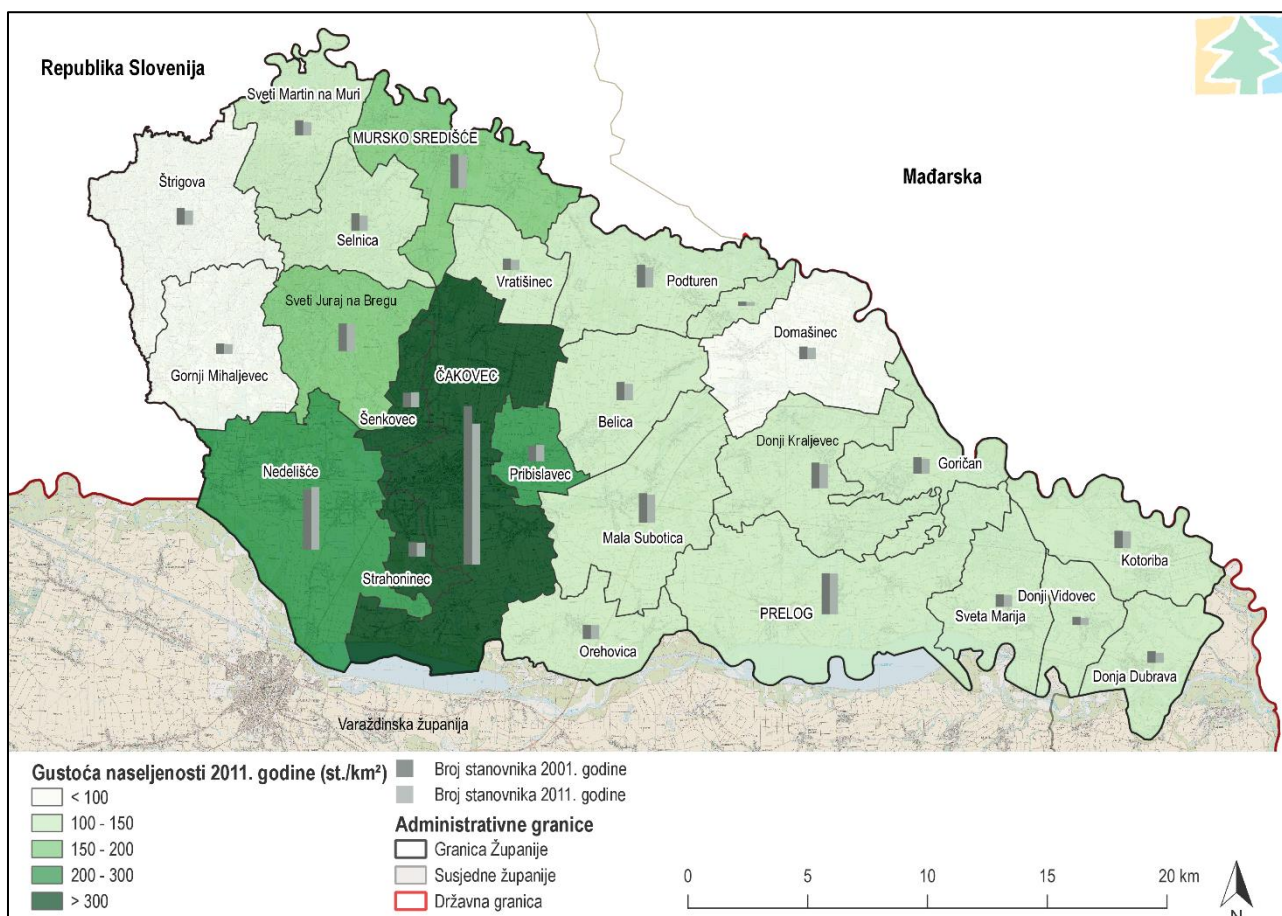 Republika Slovenija
Sveti Martin na Muri
MURSKO SREDIŠĆE
Mađarska
Štrigova
Selnica
Vratišinec
Podturen
Sveti Juraj na Bregu
Domašinec
Gornji Mihaljevec
ČAKOVEC
Šenkovec
Belica
Donji Kraljevec
Nedelišće
Pribislavec
Goričan
Mala Subotica
Kotoriba
Strahoninec
PRELOG
Donji Vidovec
Sveta Marija
Orehovica
Donja Dubrava
Varaždinska županija
Gustoća naseljenosti 2011. godine (st./km²)
< 100
100 - 150
150 - 200
200 - 300
> 300
Broj stanovnika 2001. godine
Broj stanovnika 2011. godine
Administrativne granice
Granica Županije
Susjedne županije
Državna granica
0 5 10 15 20 km
N